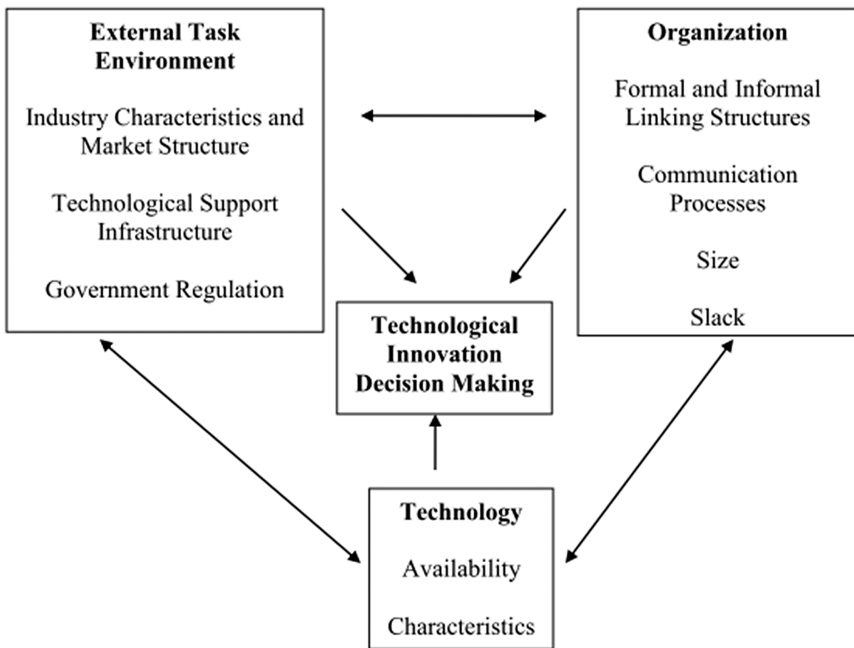 External Task
Environment
Industry Characteristics and
Market Structure
Technological Support
Infrastructure
Government Regulation
Organization
Formal and Informal
Linking Structures
Communication
Processes
Size
Slack
Technological
Innovation
Decision Making
Technology
Availability
Characteristics